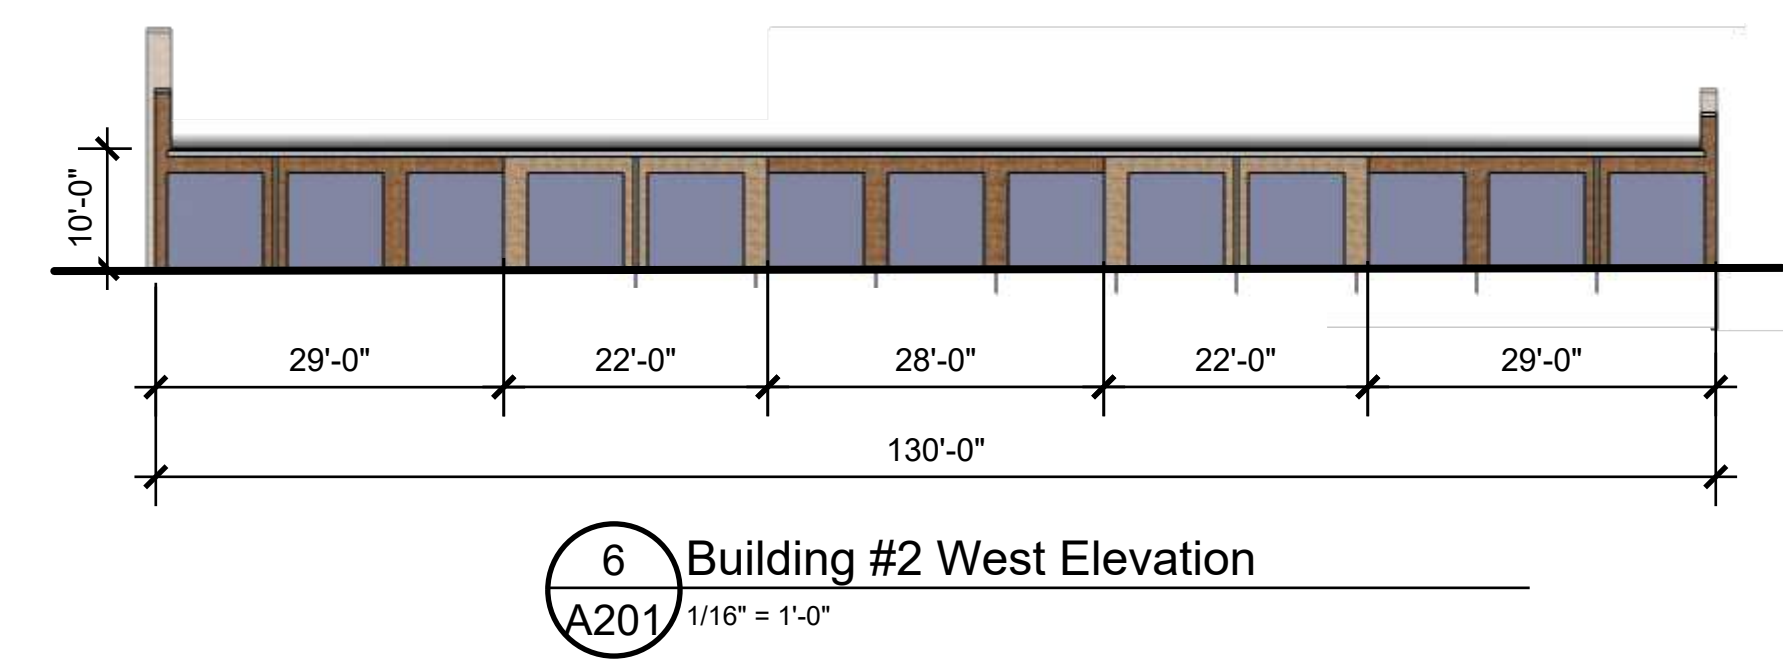 10'-0"
29'-0" 22'-0" 28'-0" 22'-0" 29'-0"
130'-0"
6 Building #2 West Elevation
A201 1/16" = 1'-0"